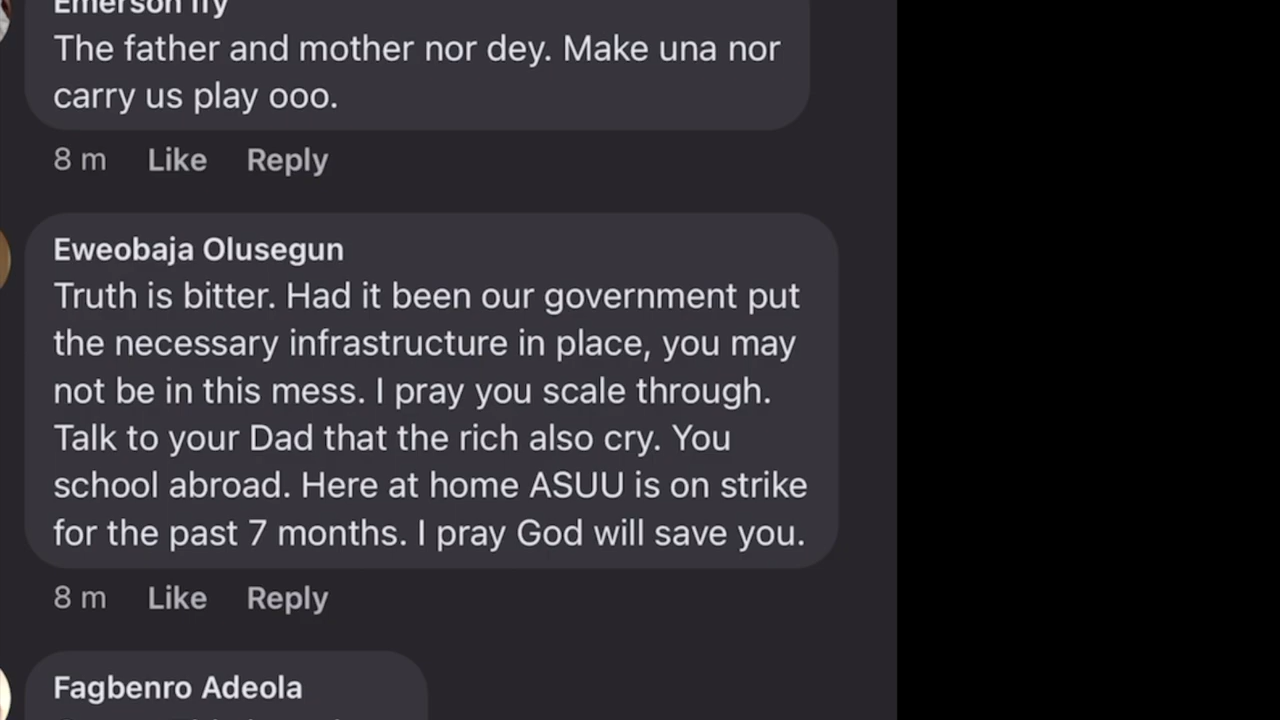 Emerson Ify
The father and mother nor dey. Make una nor
carry us play ooo.
8 m Like Reply
Eweobaja Olusegun
Truth is bitter. Had it been our government put
the necessary infrastructure in place, you may
not be in this mess. I pray you scale through.
Talk to your Dad that the rich also cry. You
school abroad. Here at home ASUU is on strike
for the past 7 months. I pray God will save you.
8 m Like Reply
Fagbenro Adeola